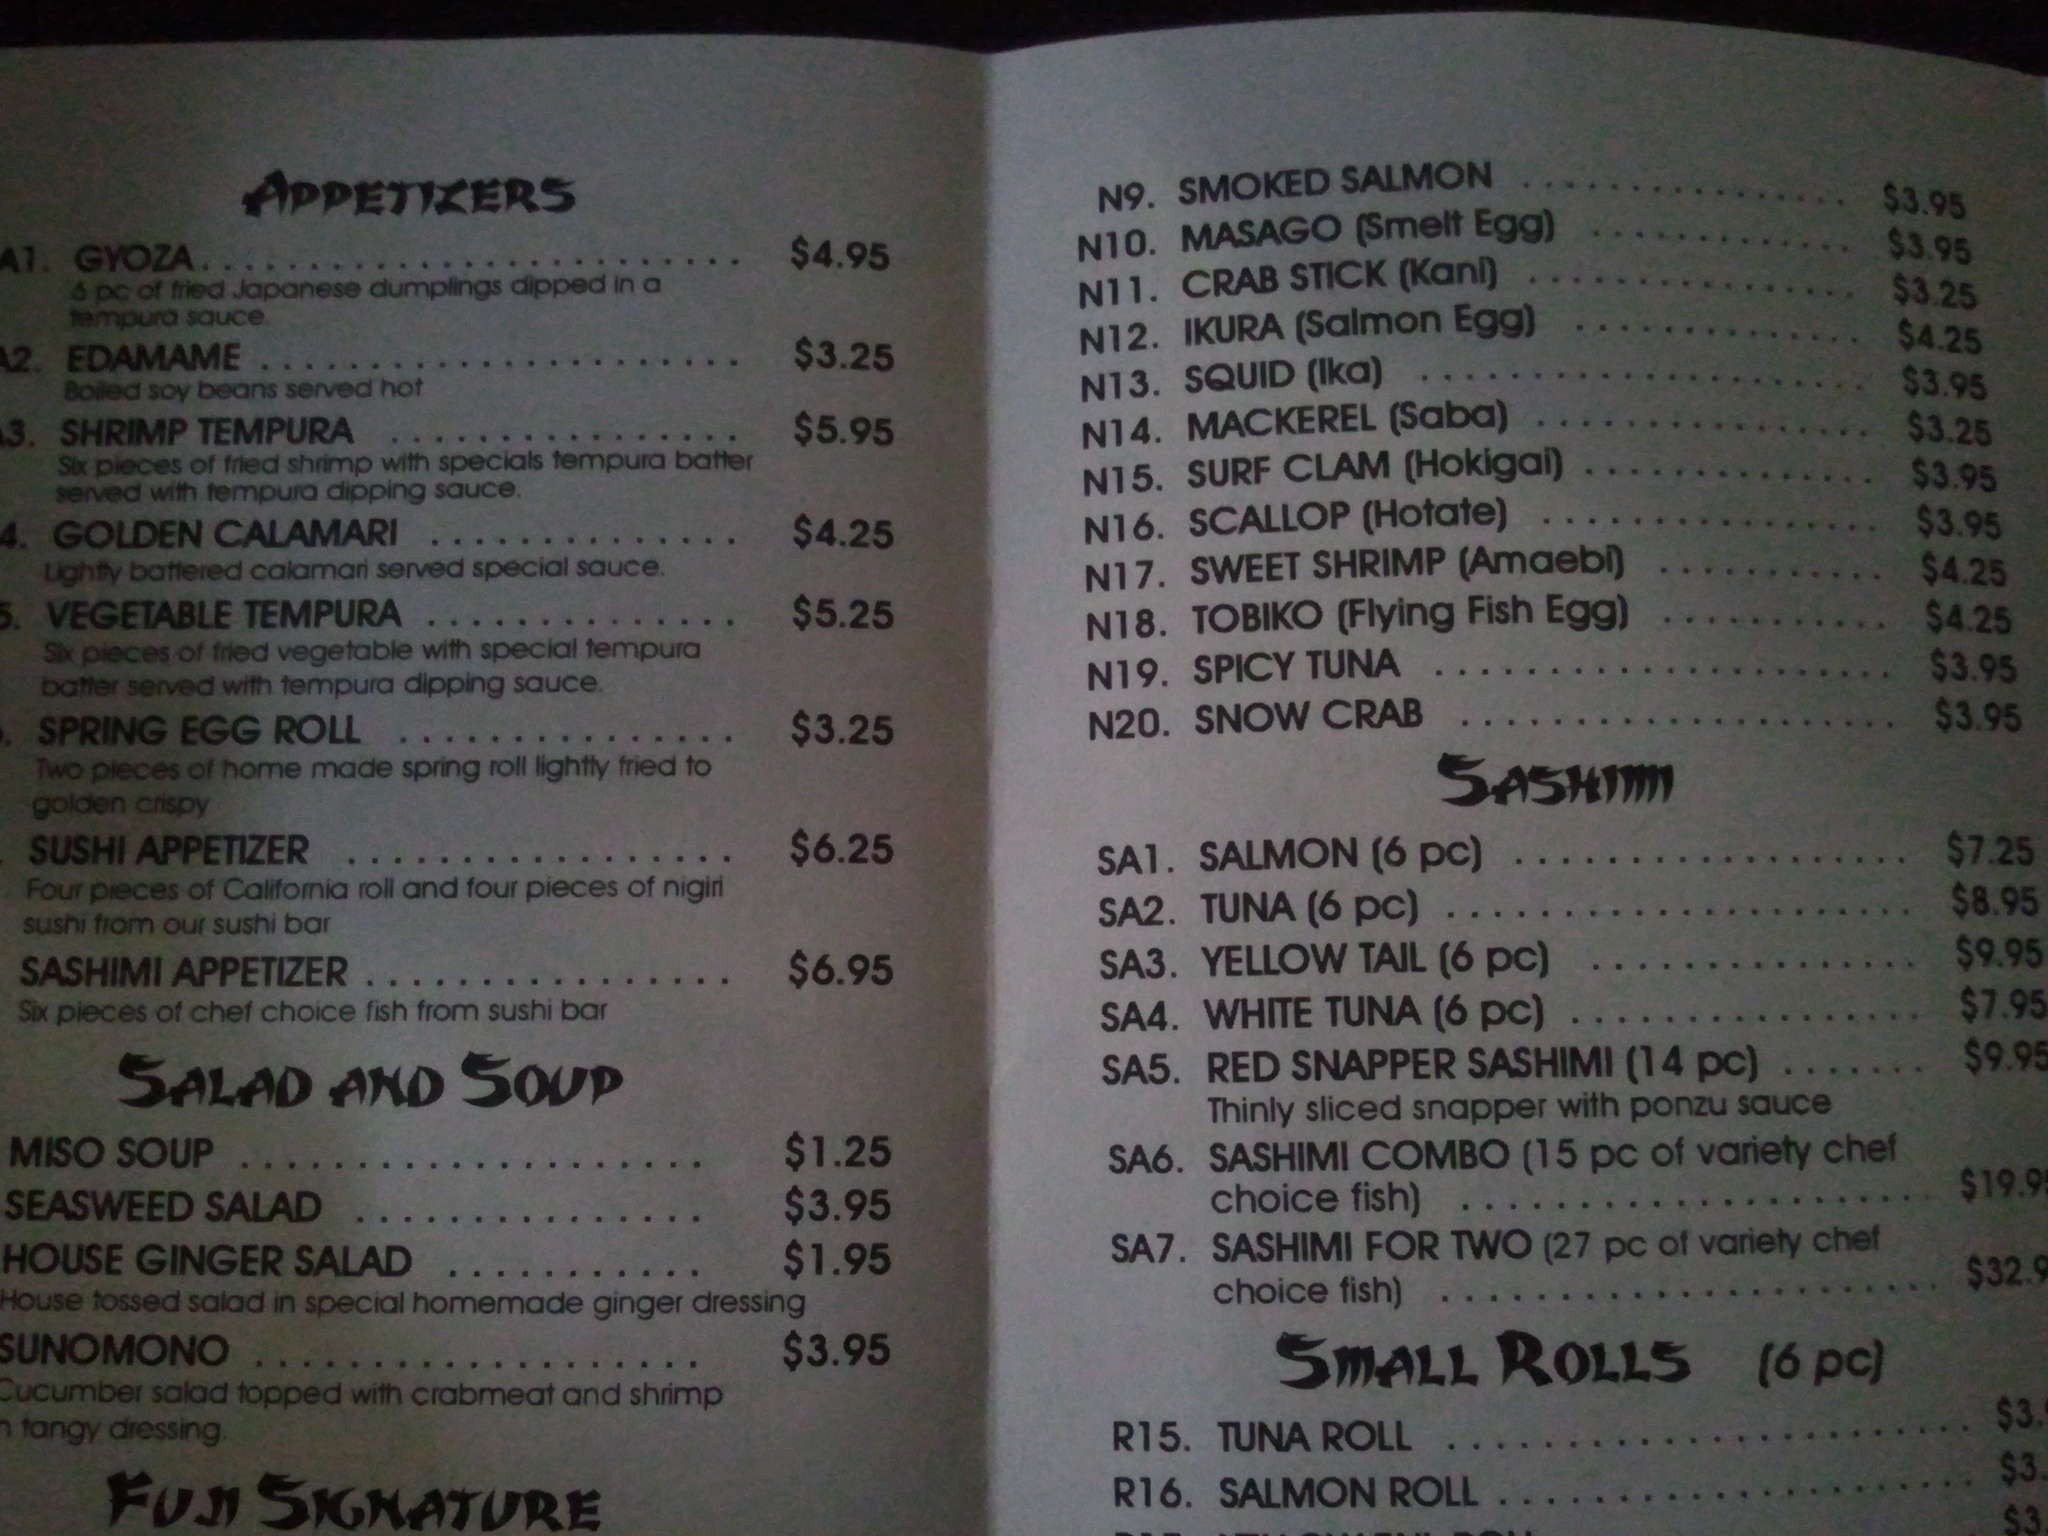 APPETIZERS
A1. GYOZA. . . . . . . . . . . . . . . . . . . $4.95
6 pc of fried Japanese dumplings dipped in a
tempura sauce.
A2. EDAMAME . . . . . . . . . . . . . . . . . $3.25
Boiled soy beans served hot
A3. SHRIMP TEMPURA . . . . . . . . . . . . $5.95
Six pieces of fried shrimp with specials tempura batter
served with tempura dipping sauce.
4. GOLDEN CALAMARI . . . . . . . . . . . $4.25
Lightly battered calamari served special sauce.
5. VEGETABLE TEMPURA . . . . . . . . . . . $5.25
Six pieces of fried vegetable with special tempura
batter served with tempura dipping sauce.
. SPRING EGG ROLL . . . . . . . . . . . . $3.25
Two pieces of home made spring roll lightly fried to
golden crispy
. SUSHI APPETIZER . . . . . . . . . . . . . . $6.25
Four pieces of California roll and four pieces of nigiri
sushi from our sushi bar
SASHIMI APPETIZER . . . . . . . . . . . . . $6.95
Six pieces of chef choice fish from sushi bar
SALAD AND SOUP
MISO SOUP . . . . . . . . . . . . . . . . . $1.25
SEASWEED SALAD . . . . . . . . . . . . . $3.95
HOUSE GINGER SALAD . . . . . . . . . . . $1.95
House tossed salad in special homemade ginger dressing
SUNOMONO . . . . . . . . . . . . . . . . $3.95
Cucumber salad topped with crabmeat and shrimp
n tangy dressing.
FUJI SIGNATURE
N9. SMOKED SALMON . . . . . . . . . . . . . . $3.95
N10. MASAGO (Smelt Egg) . . . . . . . . . . . . $3.95
N11. CRAB STICK (Kani) . . . . . . . . . . . . . . $3.25
N12. IKURA (Salmon Egg) . . . . . . . . . . . . $4.25
N13. SQUID (Ika) . . . . . . . . . . . . . . . . . . $3.95
N14. MACKEREL (Saba) . . . . . . . . . . . . . $3.25
N15. SURF CLAM (Hokigai) . . . . . . . . . . . . $3.95
N16. SCALLOP (Hotate) . . . . . . . . . . . . . . $3.95
N17. SWEET SHRIMP (Amaebi) . . . . . . . . . . . $4.25
N18. TOBIKO (Flying Fish Egg) . . . . . . . . . . . $4.25
N19. SPICY TUNA . . . . . . . . . . . . . . . . . . $3.95
N20. SNOW CRAB . . . . . . . . . . . . . . . . . $3.95
SASHIMI
SA1. SALMON (6 pc) . . . . . . . . . . . . . . . $7.25
SA2. TUNA (6 pc) . . . . . . . . . . . . . . . . . . $8.95
SA3. YELLOW TAIL (6 pc) . . . . . . . . . . . . . $9.95
SA4. WHITE TUNA (6 pc) . . . . . . . . . . . . . . $7.95
SA5. RED SNAPPER SASHIMI (14 pc) . . . . . . $9.95
Thinly sliced snapper with ponzu sauce
SA6. SASHIMI COMBO (15 pc of variety chef
choice fish) . . . . . . . . . . . . . . . . . . $19.95
SA7. SASHIMI FOR TWO (27 pc of variety chef
choice fish) . . . . . . . . . . . . . . . . . . . $32.9
SMALL ROLLS (6 pc)
R15. TUNA ROLL . . . . . . . . . . . . . . . . . . . . $3.
R16. SALMON ROLL . . . . . . . . . . . . . . . . . . $3.
$3.